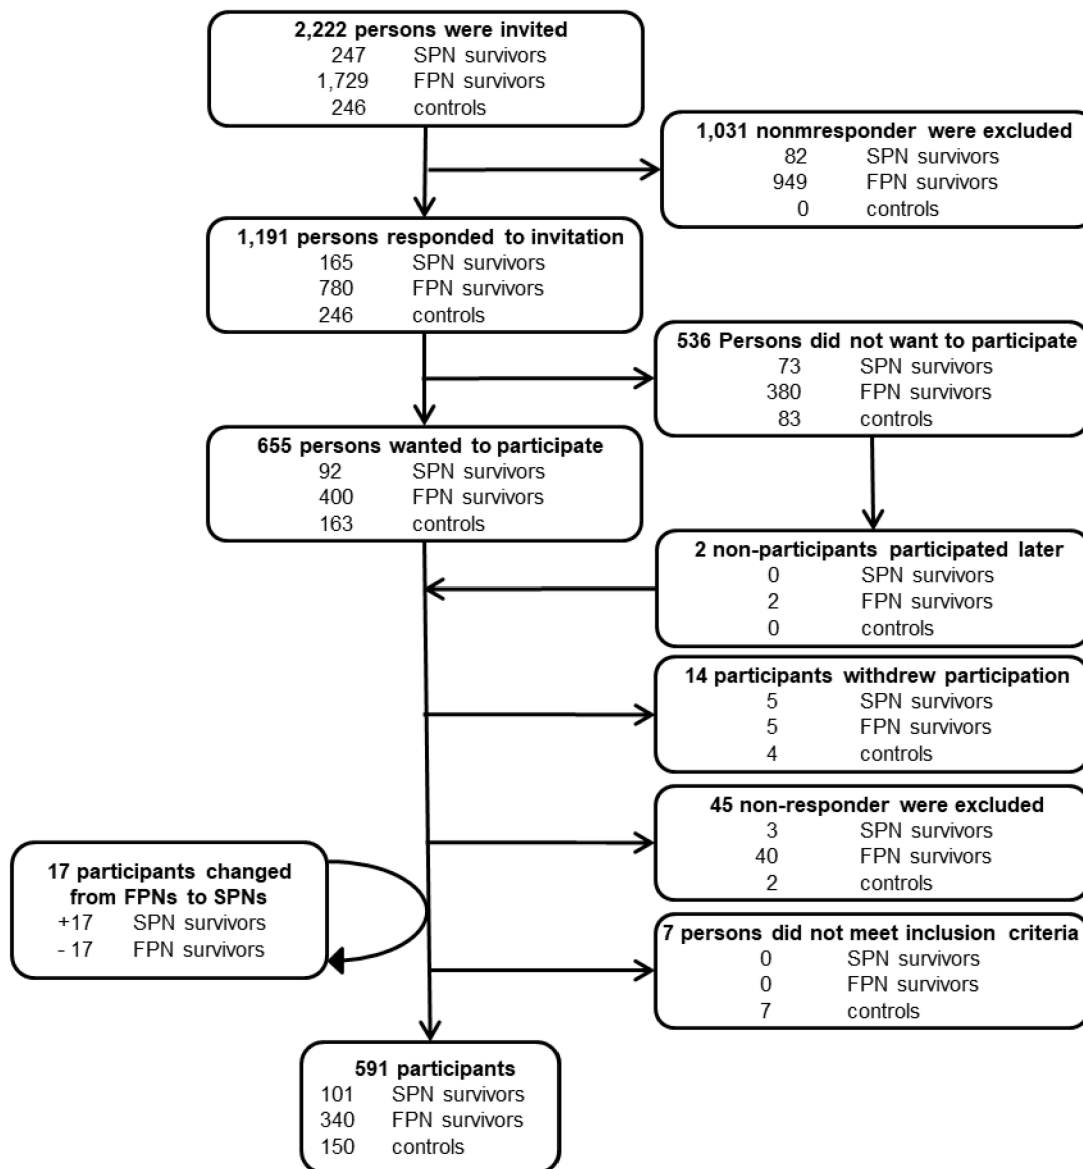 2,222 persons were invited
247 SPN survivors
1,729 FPN survivors
246 controls
1,031 nonmresponder were excluded
82 SPN survivors
949 FPN survivors
0 controls
1,191 persons responded to invitation
165 SPN survivors
780 FPN survivors
246 controls
536 Persons did not want to participate
73 SPN survivors
380 FPN survivors
83 controls
655 persons wanted to participate
92 SPN survivors
400 FPN survivors
163 controls
2 non-participants participated later
0 SPN survivors
2 FPN survivors
0 controls
14 participants withdrew participation
5 SPN survivors
5 FPN survivors
4 controls
45 non-responder were excluded
3 SPN survivors
40 FPN survivors
2 controls
17 participants changed
from FPNs to SPNs
+17 SPN survivors
- 17 FPN survivors
7 persons did not meet inclusion criteria
0 SPN survivors
0 FPN survivors
7 controls
591 participants
101 SPN survivors
340 FPN survivors
150 controls